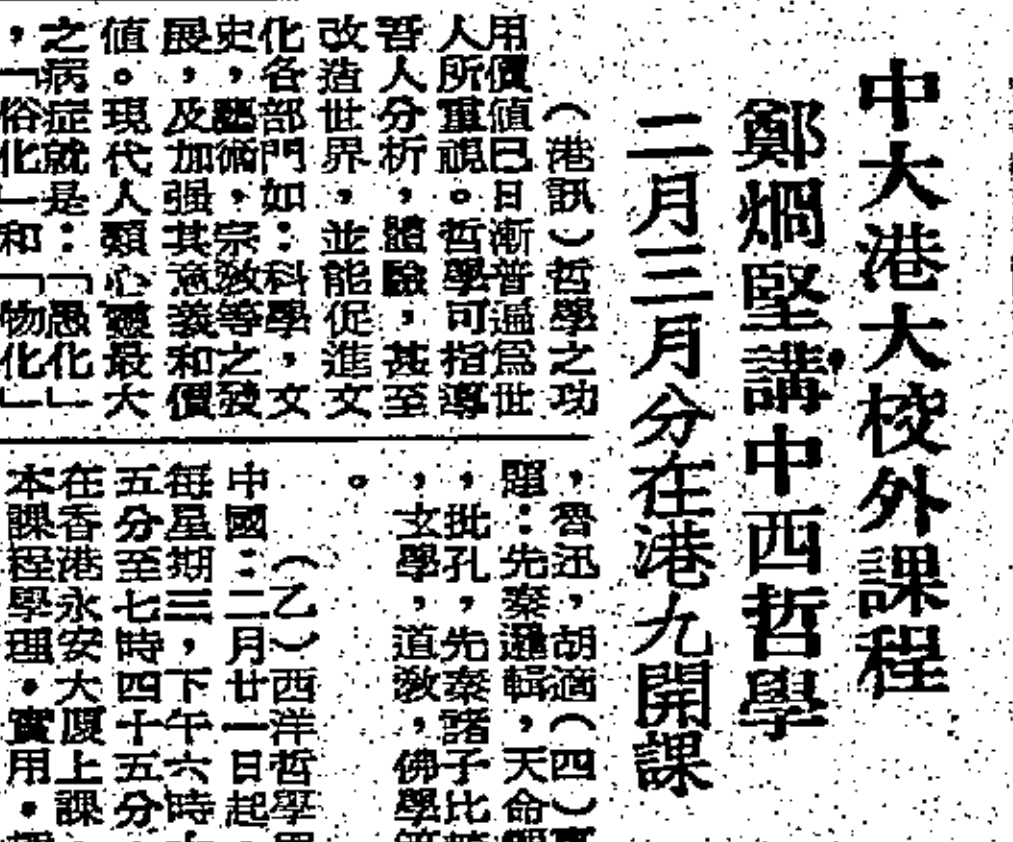 中大港大校外課程
鄭烱堅講中西哲學
二月三月分在港九開課
（港訊）哲學之功
用價值已日漸普遍爲世
人所重視。哲學可指導
吾人分析，體驗，甚至
改造世界，並能促進文
化各部門如：科學，文
史，藝術，宗教等之發
展，及加强其意義和價
值。現代人類心靈最大
之病症就是：「愚化」
，「俗化」和「物化」
，魯迅，胡適（四）專
題：先秦邏輯，天命
，批孔，先秦諸子比
，玄學，道教，佛學
。
（乙）西洋哲學
中國：二月廿一日起
每星期三，下午六時
五分至七時四十五分
在香港永安大廈上課
本課程學理，實用，